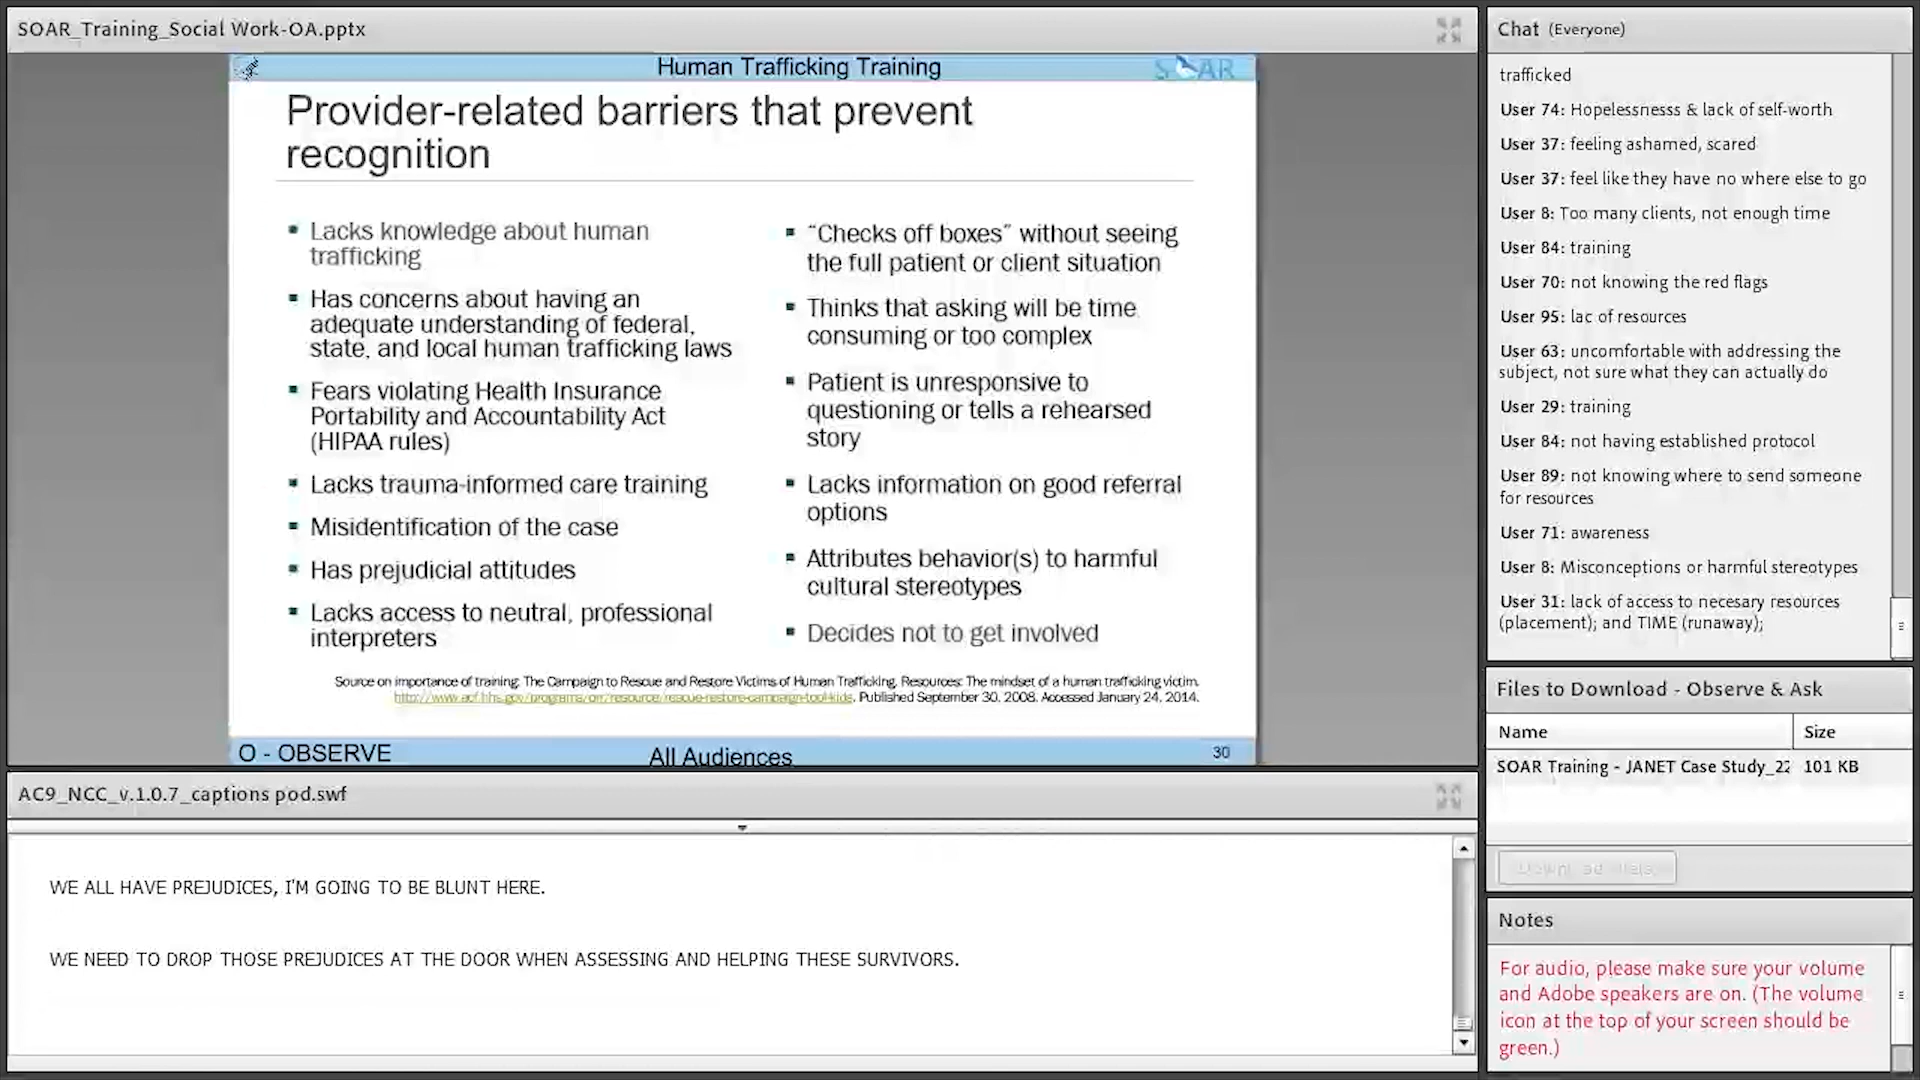 SOAR_Training_Social Work-OA.pptx
Human Trafficking Training
SOAR
Provider-related barriers that prevent
recognition
▪ Lacks knowledge about human
trafficking
▪ Has concerns about having an
adequate understanding of federal,
state, and local human trafficking laws
▪ Fears violating Health Insurance
Portability and Accountability Act
(HIPAA rules)
▪ Lacks trauma-informed care training
▪ Misidentification of the case
▪ Has prejudicial attitudes
▪ Lacks access to neutral, professional
interpreters
▪ “Checks off boxes” without seeing
the full patient or client situation
▪ Thinks that asking will be time
consuming or too complex
▪ Patient is unresponsive to
questioning or tells a rehearsed
story
▪ Lacks information on good referral
options
▪ Attributes behavior(s) to harmful
cultural stereotypes
▪ Decides not to get involved
Source on importance of training: The Campaign to Rescue and Restore Victims of Human Trafficking. Resources: The mindset of a human trafficking victim.
http://www.acf.hhs.gov/programs/orr/resource/rescue-restore-campaign-tool-kids. Published September 30, 2008. Accessed January 24, 2014.
O - OBSERVE
All Audiences
30
AC9_NCC_v.1.0.7_captions pod.swf
WE ALL HAVE PREJUDICES, I'M GOING TO BE BLUNT HERE.
WE NEED TO DROP THOSE PREJUDICES AT THE DOOR WHEN ASSESSING AND HELPING THESE SURVIVORS.
Chat (Everyone)
trafficked
User 74: Hopelessnesss & lack of self-worth
User 37: feeling ashamed, scared
User 37: feel like they have no where else to go
User 8: Too many clients, not enough time
User 84: training
User 70: not knowing the red flags
User 95: lac of resources
User 63: uncomfortable with addressing the
subject, not sure what they can actually do
User 29: training
User 84: not having established protocol
User 89: not knowing where to send someone
for resources
User 71: awareness
User 8: Misconceptions or harmful stereotypes
User 31: lack of access to necesary resources
(placement); and TIME (runaway);
Files to Download - Observe & Ask
Name Size
SOAR Training - JANET Case Study_22 101 KB
Download File(s)
Notes
For audio, please make sure your volume
and Adobe speakers are on. (The volume
icon at the top of your screen should be
green.)